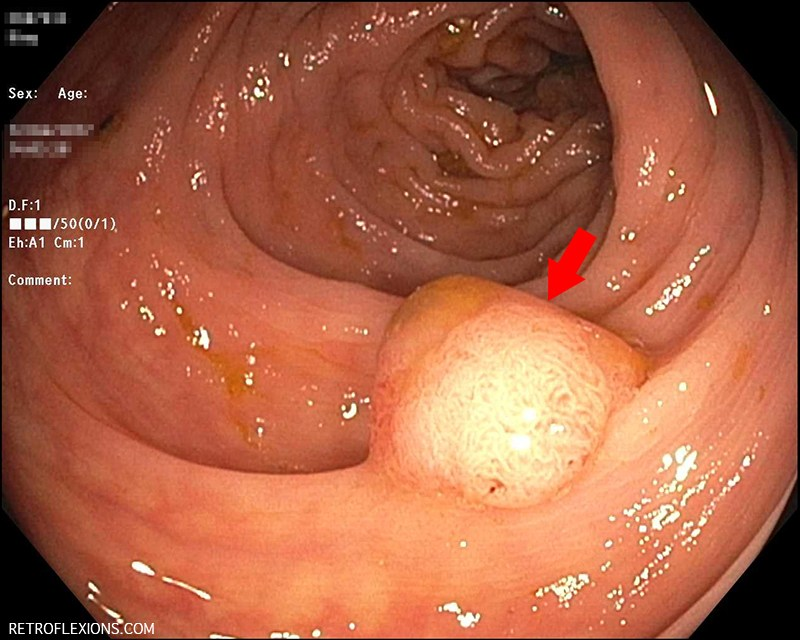 Sex: Age:
D.F:1
■■■/50(0/1)
Eh:A1 Cm:1
Comment:
RETROFLEXIONS.COM